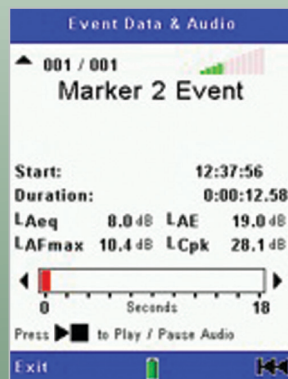 Event Data & Audio
001 / 001
Marker 2 Event
Start: 12:37:56
Duration: 0:00:12.58
LAeq 8.0 dB LAE 19.0 dB
LAFmax 10.4 dB LCpk 28.1 dB
0 Seconds 18
Press ▶■ to Play / Pause Audio
Exit